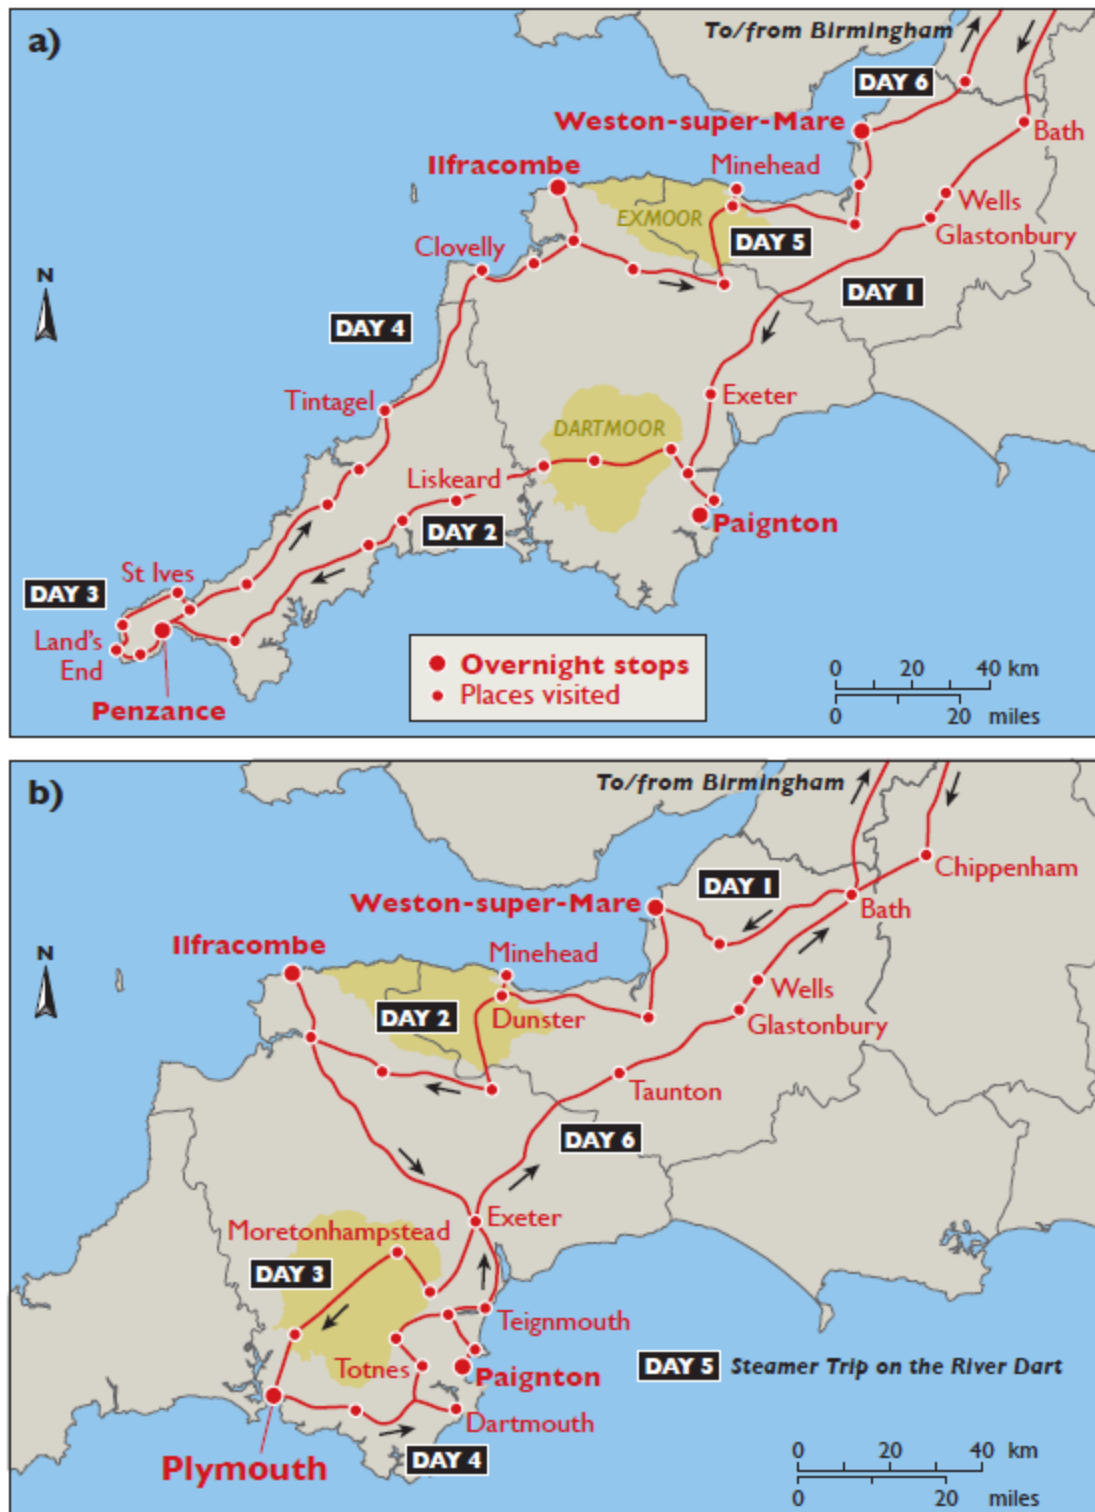 a)
To/from Birmingham
DAY 6
Weston-super-Mare
Bath
Ilfracombe
Minehead
Wells
EXMOOR
Glastonbury
DAY 5
Clovelly
N
DAY 1
DAY 4
Tintagel
Exeter
DARTMOOR
Liskeard
Paignton
DAY 2
St Ives
DAY 3
Land's
End
Penzance
Overnight stops
Places visited
0 20 40 km
0 20 miles
b)
To/from Birmingham
Chippenham
DAY 1
Weston-super-Mare
Bath
Ilfracombe
N
Minehead
Wells
DAY 2
Dunster
Glastonbury
Taunton
DAY 6
Exeter
Moretonhampstead
DAY 3
Teignmouth
Totnes
Paignton
DAY 5 Steamer Trip on the River Dart
Dartmouth
DAY 4
Plymouth
0 20 40 km
0 20 miles